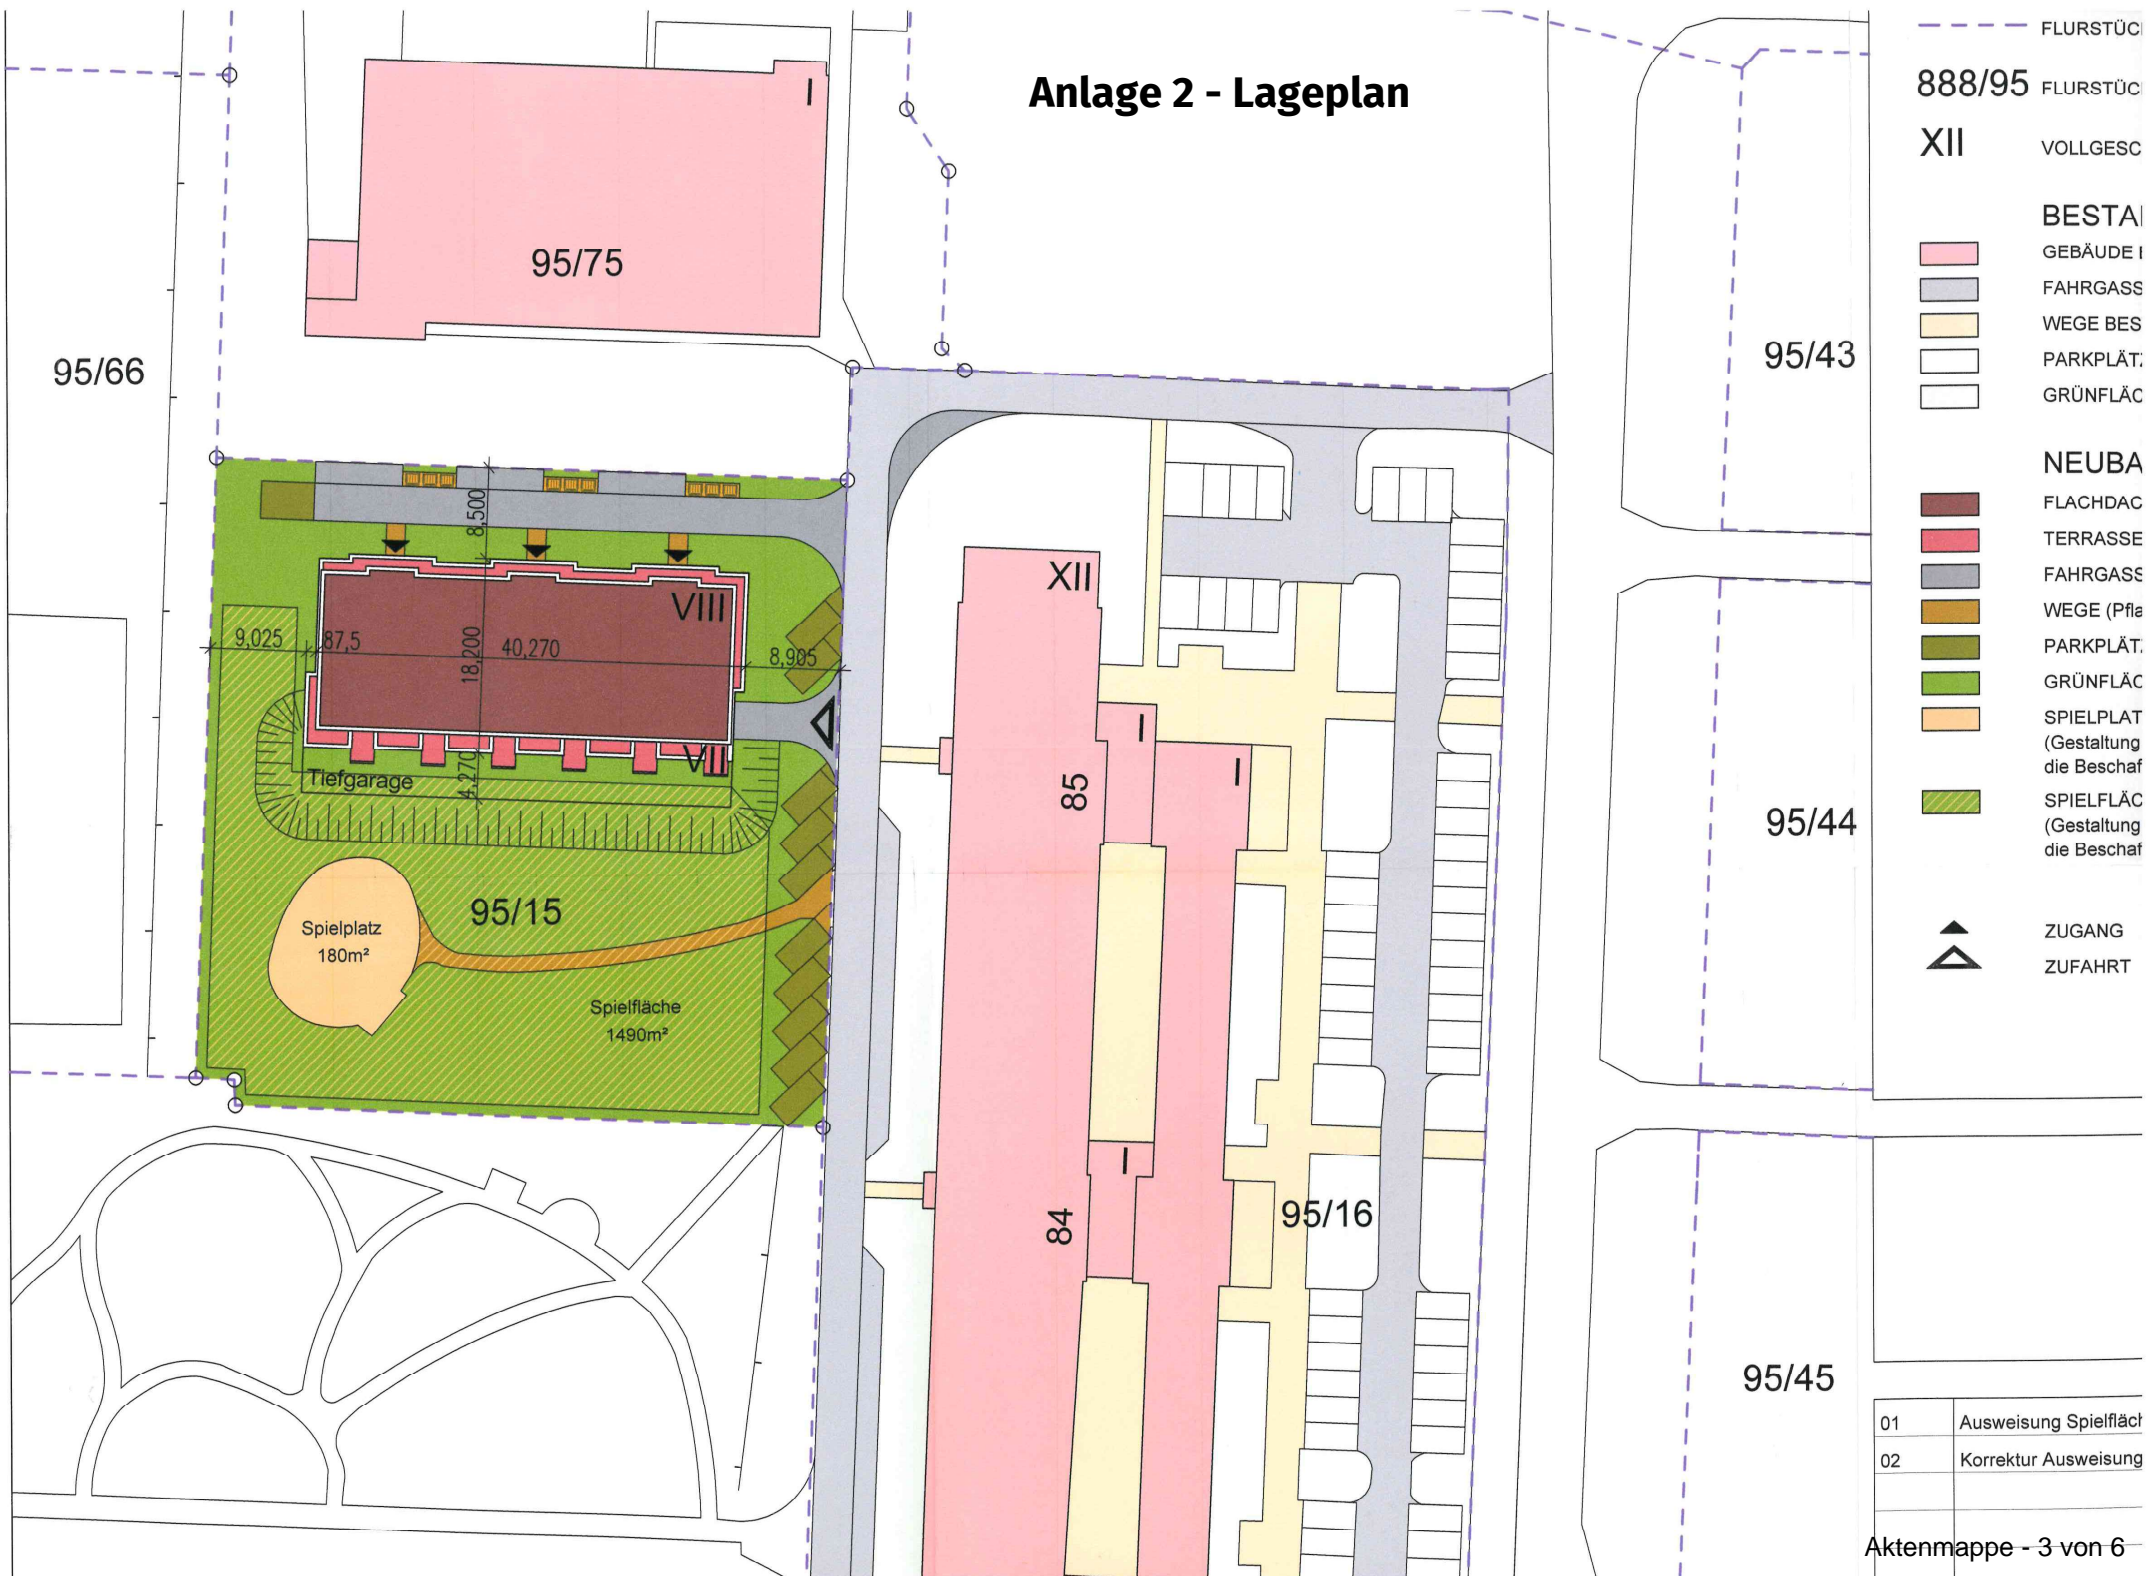 Anlage 2 - Lageplan
I
95/75
95/66
95/43
8,500
XII
VIII
9,025
87,5
18,200
40,270
8,905
I
VII
4,270
Tiefgarage
85
I
95/44
95/15
Spielplatz
180m²
Spielfläche
1490m²
I
84
95/16
95/45
FLURSTÜC
888/95 FLURSTÜC
XII VOLLGESC
BESTA
GEBÄUDE
FAHRGASS
WEGE BES
PARKPLÄT
GRÜNFLÄC
NEUBA
FLACHDAC
TERRASSE
FAHRGASS
WEGE (Pfla
PARKPLÄT
GRÜNFLÄC
SPIELPLAT
(Gestaltung
die Beschaf
SPIELFLÄC
(Gestaltung
die Beschaf
ZUGANG
ZUFAHRT
01 Ausweisung Spielfläch
02 Korrektur Ausweisung
Aktenmappe - 3 von 6